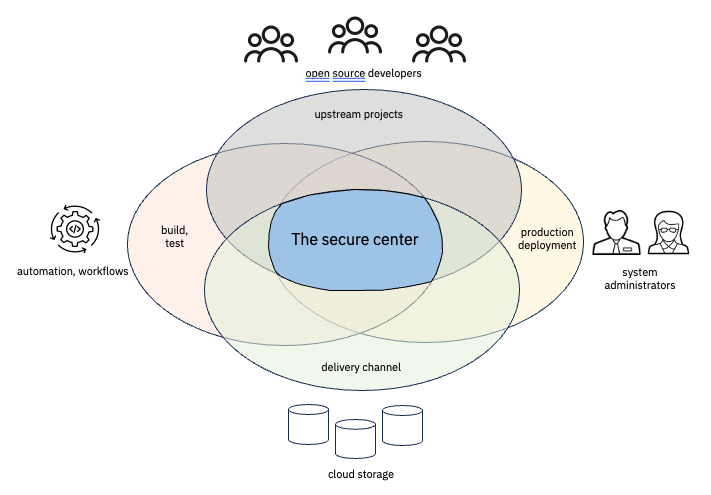 open source developers
upstream projects
build,
test
The secure center
production
deployment
automation, workflows
system
administrators
delivery channel
cloud storage